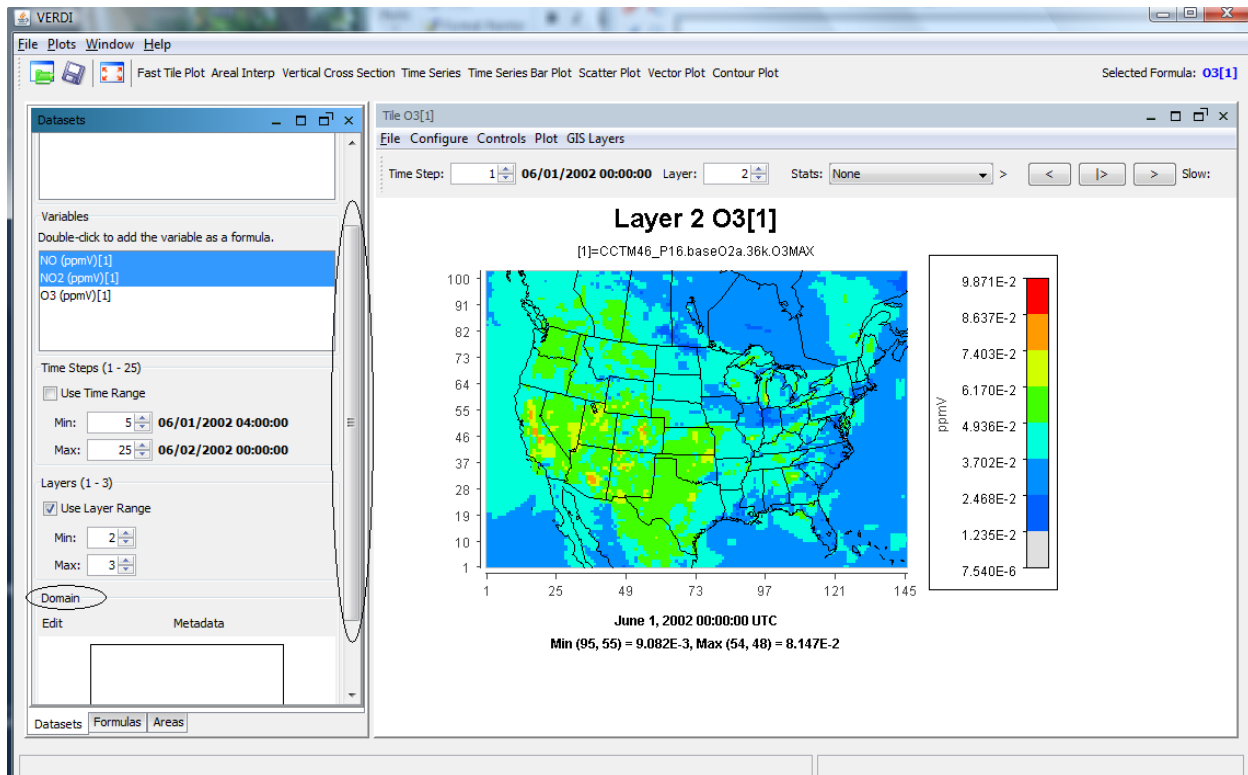 VERDI
File Plots Window Help
Fast Tile Plot Areal Interp Vertical Cross Section Time Series Time Series Bar Plot Scatter Plot Vector Plot Contour Plot
Selected Formula: O3[1]
Datasets
Variables
Double-click to add the variable as a formula.
NO (ppmV)[1]
NO2 (ppmV)[1]
O3 (ppmV)[1]
Time Steps (1 - 25)
Use Time Range
Min: 5 06/01/2002 04:00:00
Max: 25 06/02/2002 00:00:00
Layers (1 - 3)
Use Layer Range
Min: 2
Max: 3
Domain
Edit Metadata
Datasets Formulas Areas
Tile O3[1]
File Configure Controls Plot GIS Layers
Time Step: 1 06/01/2002 00:00:00 Layer: 2 Stats: None > < |> > Slow:
Layer 2 O3[1]
[1]=CCTM46_P16.baseO2a.36k.O3MAX
100
91
82
73
64
55
46
37
28
19
10
1
1 25 49 73 97 121 145
ppmV
9.871E-2
8.637E-2
7.403E-2
6.170E-2
4.936E-2
3.702E-2
2.468E-2
1.235E-2
7.540E-6
June 1, 2002 00:00:00 UTC
Min (95, 55) = 9.082E-3, Max (54, 48) = 8.147E-2